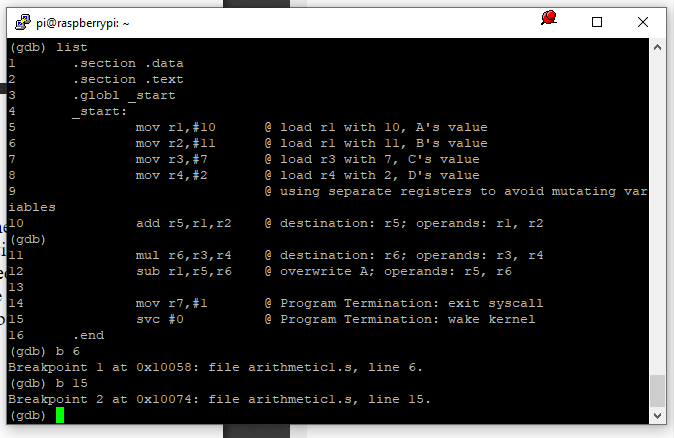 pi@raspberrypi: ~
(gdb) list
1       .section .data
2       .section .text
3       .globl _start
4       _start:
5               mov r1,#10      @ load r1 with 10, A's value
6               mov r2,#11      @ load r1 with 11, B's value
7               mov r3,#7       @ load r3 with 7, C's value
8               mov r4,#2       @ load r4 with 2, D's value
9                               @ using separate registers to avoid mutating var
iables
10              add r5,r1,r2    @ destination: r5; operands: r1, r2
(gdb)
11              mul r6,r3,r4    @ destination: r6; operands: r3, r4
12              sub r1,r5,r6    @ overwrite A; operands: r5, r6
13
14              mov r7,#1       @ Program Termination: exit syscall
15              svc #0          @ Program Termination: wake kernel
16      .end
(gdb) b 6
Breakpoint 1 at 0x10058: file arithmetic1.s, line 6.
(gdb) b 15
Breakpoint 2 at 0x10074: file arithmetic1.s, line 15.
(gdb)